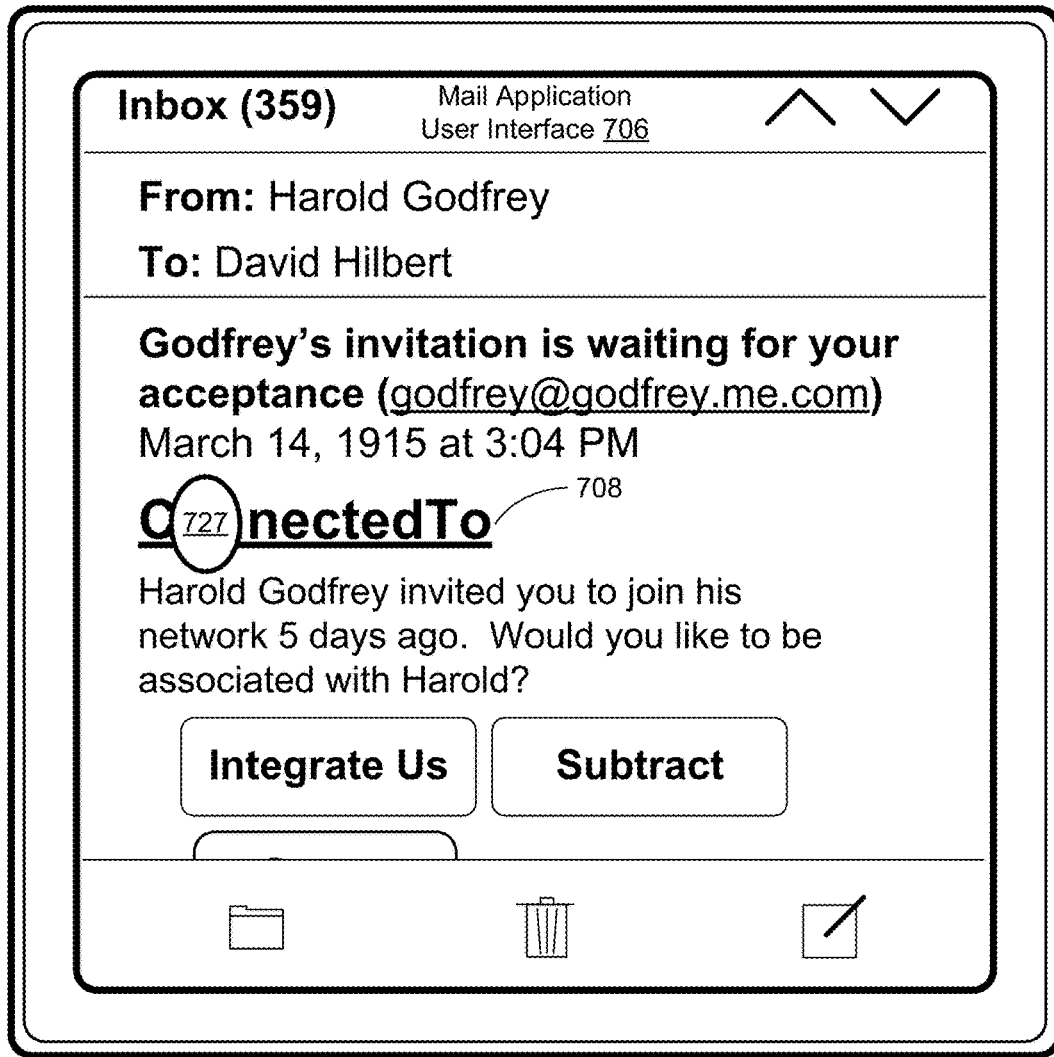 Inbox (359)
Mail Application
User Interface 706
From: Harold Godfrey
To: David Hilbert
Godfrey’s invitation is waiting for your
acceptance (godfrey@godfrey.me.com)
March 14, 1915 at 3:04 PM
708
C 727 nectedTo
Harold Godfrey invited you to join his
network 5 days ago.  Would you like to be
associated with Harold?
Integrate Us
Subtract